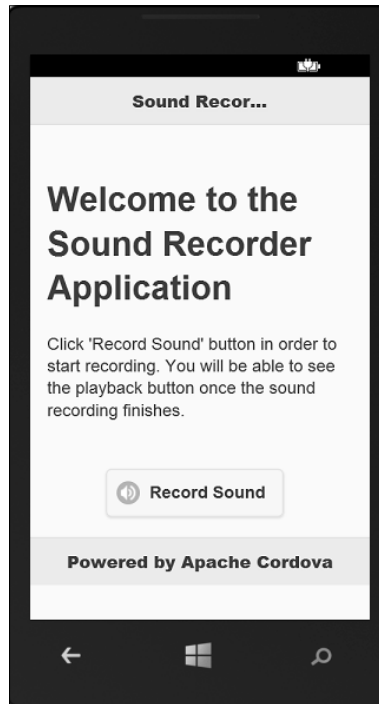 Sound Recor...
Welcome to the
Sound Recorder
Application
Click 'Record Sound' button in order to
start recording. You will be able to see
the playback button once the sound
recording finishes.
Record Sound
Powered by Apache Cordova